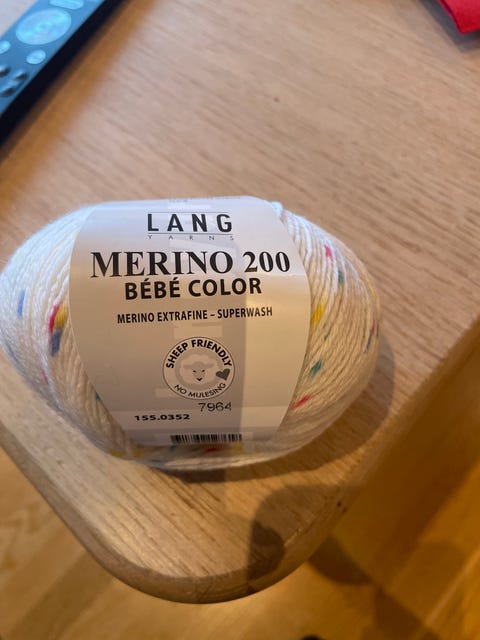 LANG
YARNS
MERINO 200
BÉBÉ COLOR
MERINO EXTRAFINE – SUPERWASH
SHEEP FRIENDLY
NO MULESING
7964
155.0352